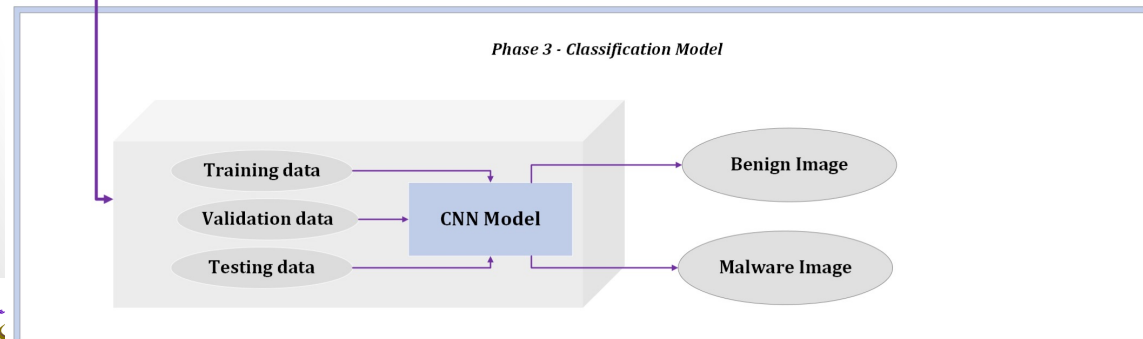 Phase 3 - Classification Model
Training data
Validation data
Testing data
CNN Model
Benign Image
Malware Image